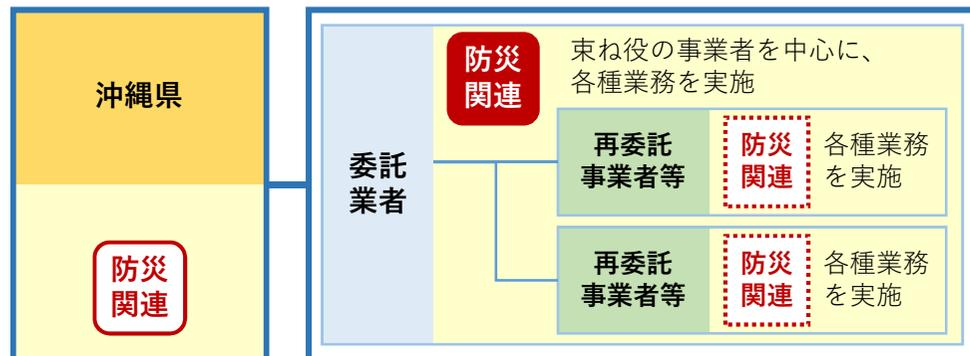 沖縄県
防災
関連
委託
業者
防災
関連
束ね役の事業者を中心に、
各種業務を実施
再委託
事業者等
防災
関連
各種業務
を実施
再委託
事業者等
防災
関連
各種業務
を実施